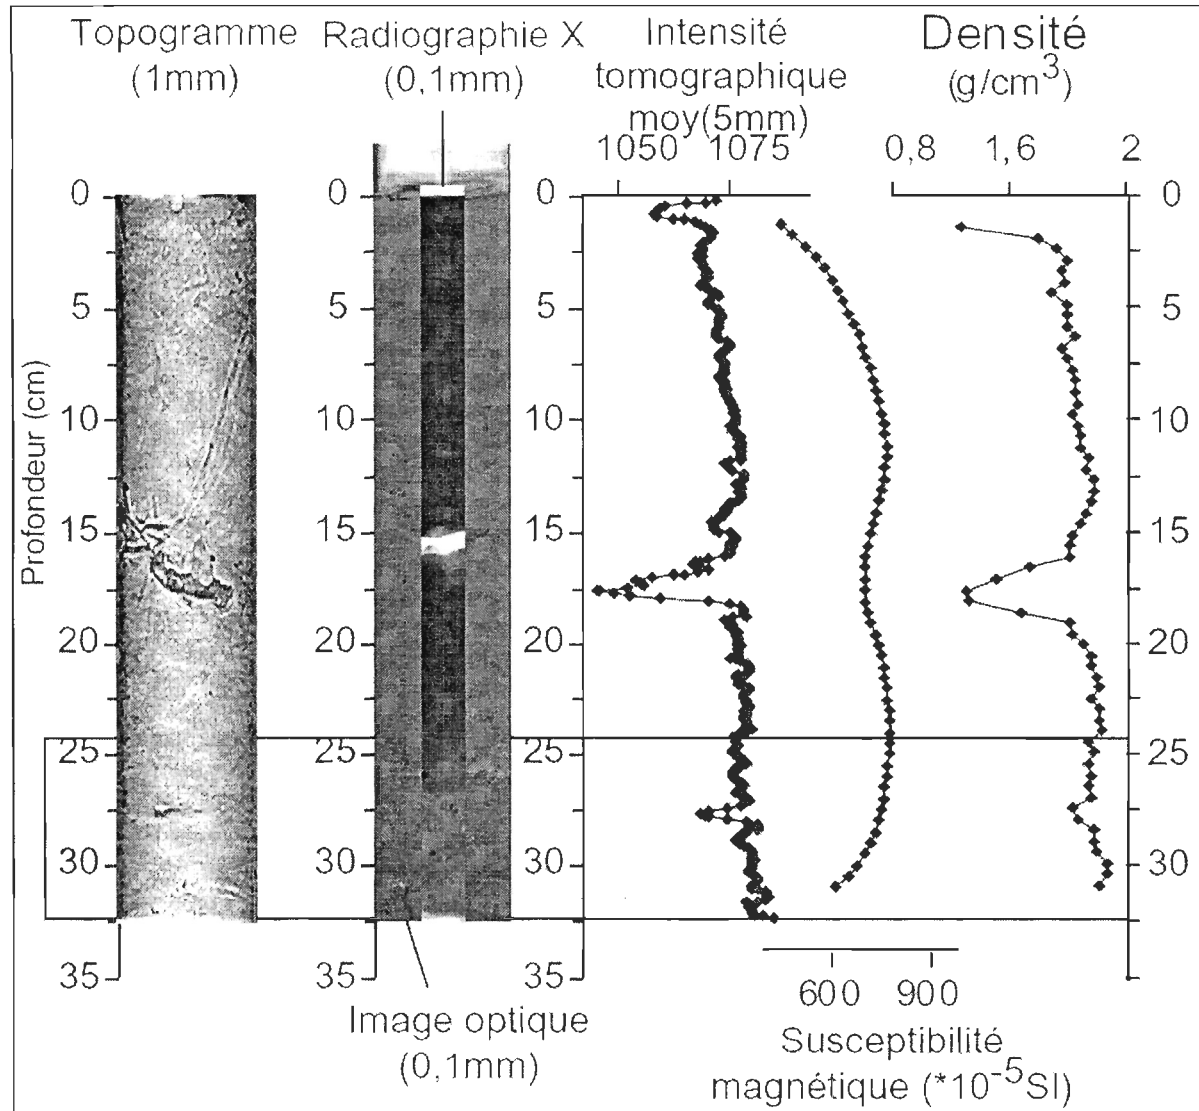 Topogramme
(1mm)
Radiographie X
(0,1mm)
Intensité
tomographique
moy(5mm)
1050 1075
Densité
(g/cm³)
0,8 1,6 2
Profondeur (cm)
0 0 0 0
5 5 5 5
10 10 10 10
15 15 15 15
20 20 20 20
25 25 25 25
30 30 30 30
35 35 35
Image optique
(0,1mm)
600 900
Susceptibilité
magnétique (*10⁻⁵SI)